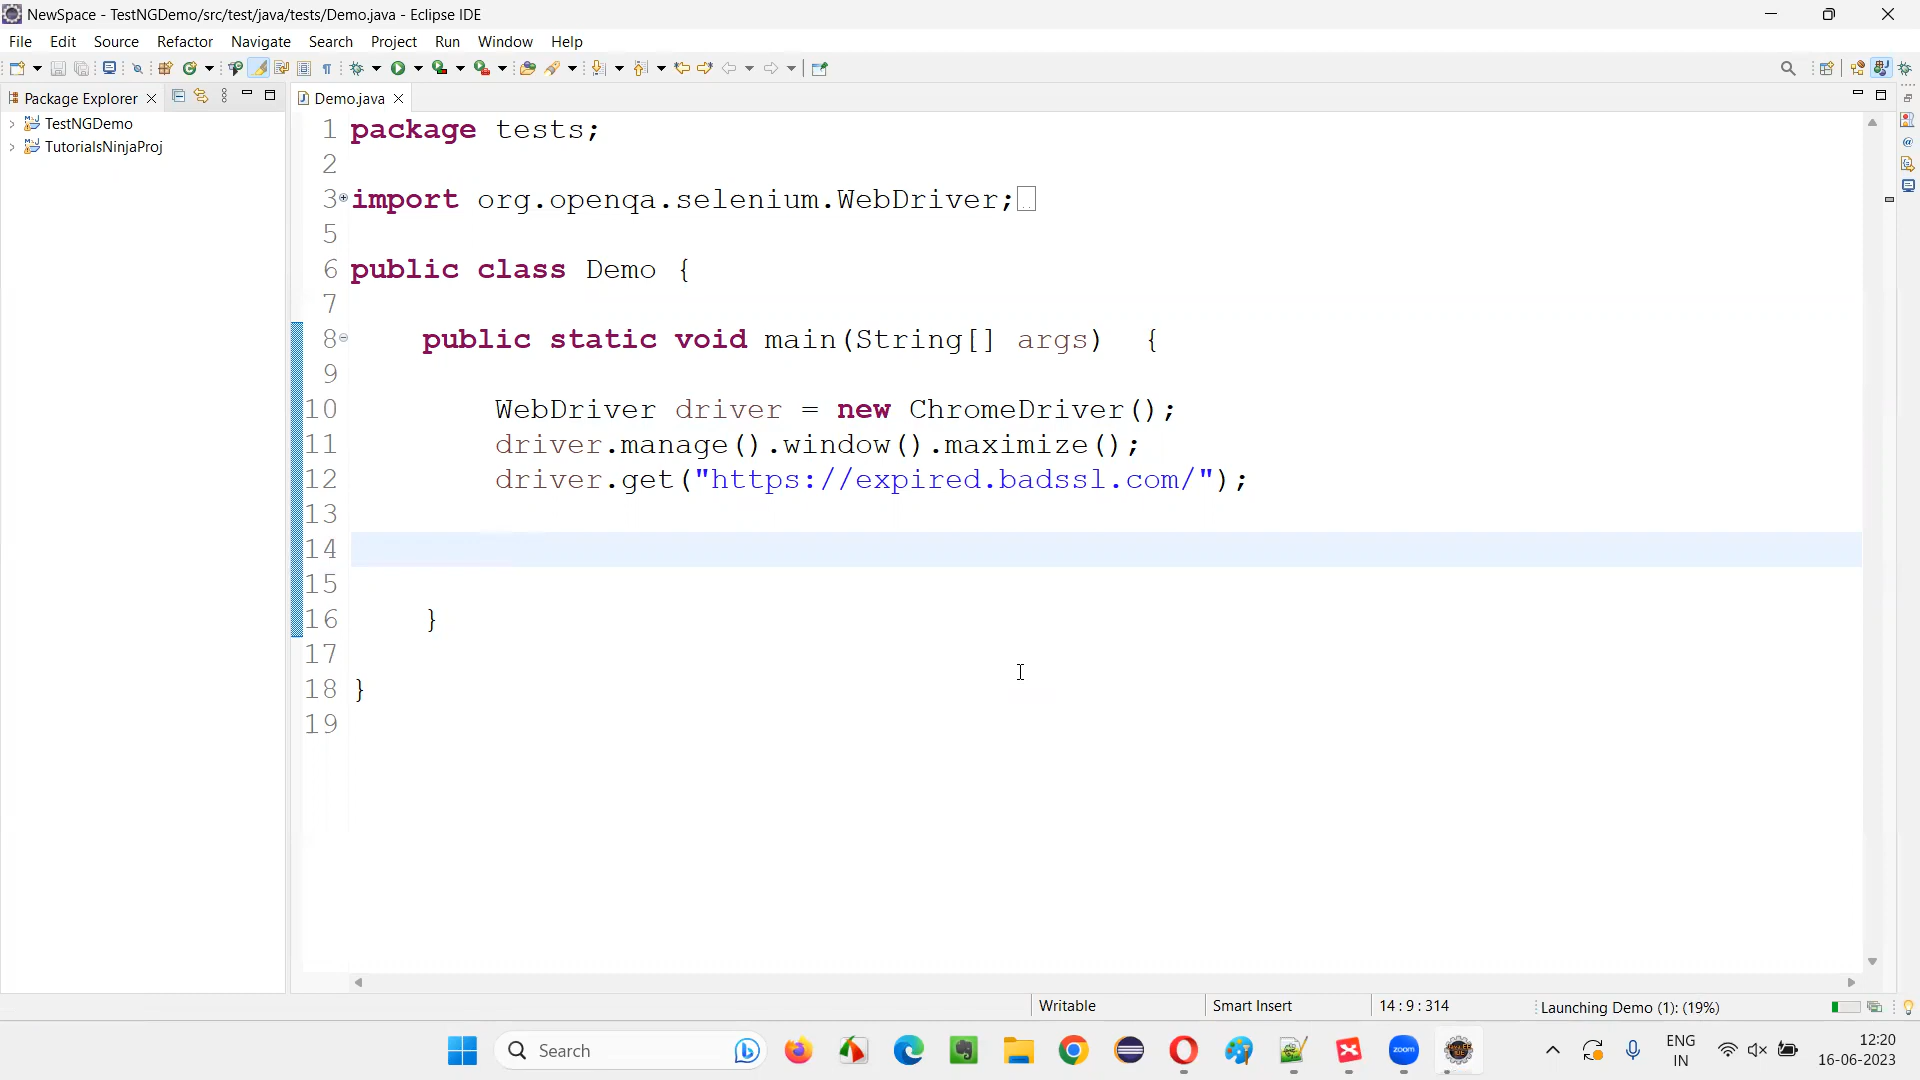 NewSpace - TestNGDemo/src/test/java/tests/Demo.java - Eclipse IDE
File Edit Source Refactor Navigate Search Project Run Window Help
Package Explorer
Demo.java
TestNGDemo
TutorialsNinjaProj
1 package tests;
2
3 import org.openqa.selenium.WebDriver;
5
6 public class Demo {
7
8 public static void main(String[] args) {
9
10 WebDriver driver = new ChromeDriver();
11 driver.manage().window().maximize();
12 driver.get("https://expired.badssl.com/");
13
14
15
16 }
17
18 }
19
Writable
Smart Insert
14 : 9 : 314
Launching Demo (1): (19%)
Search
zoom
ENG
IN
12:20
16-06-2023